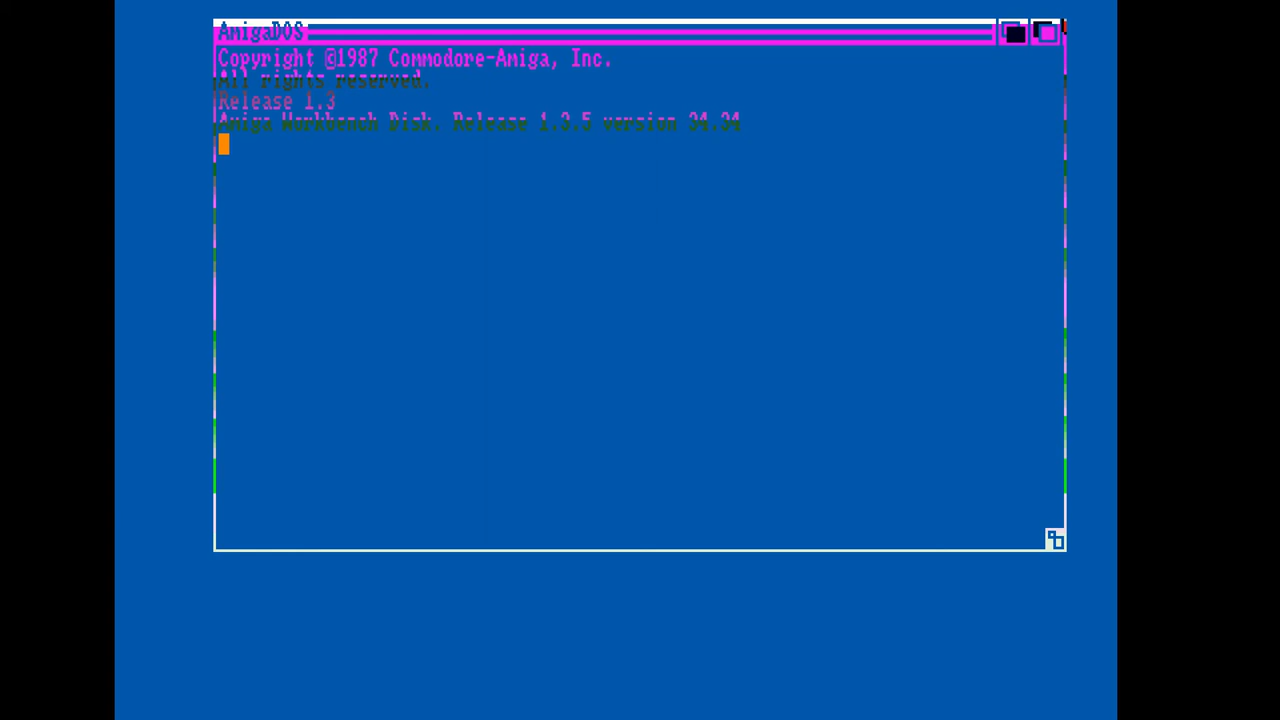 AmigaDOS
Copyright ©1987 Commodore-Amiga, Inc.
All rights reserved.
Release 1.3
Amiga Workbench Disk. Release 1.3.5 version 34.34